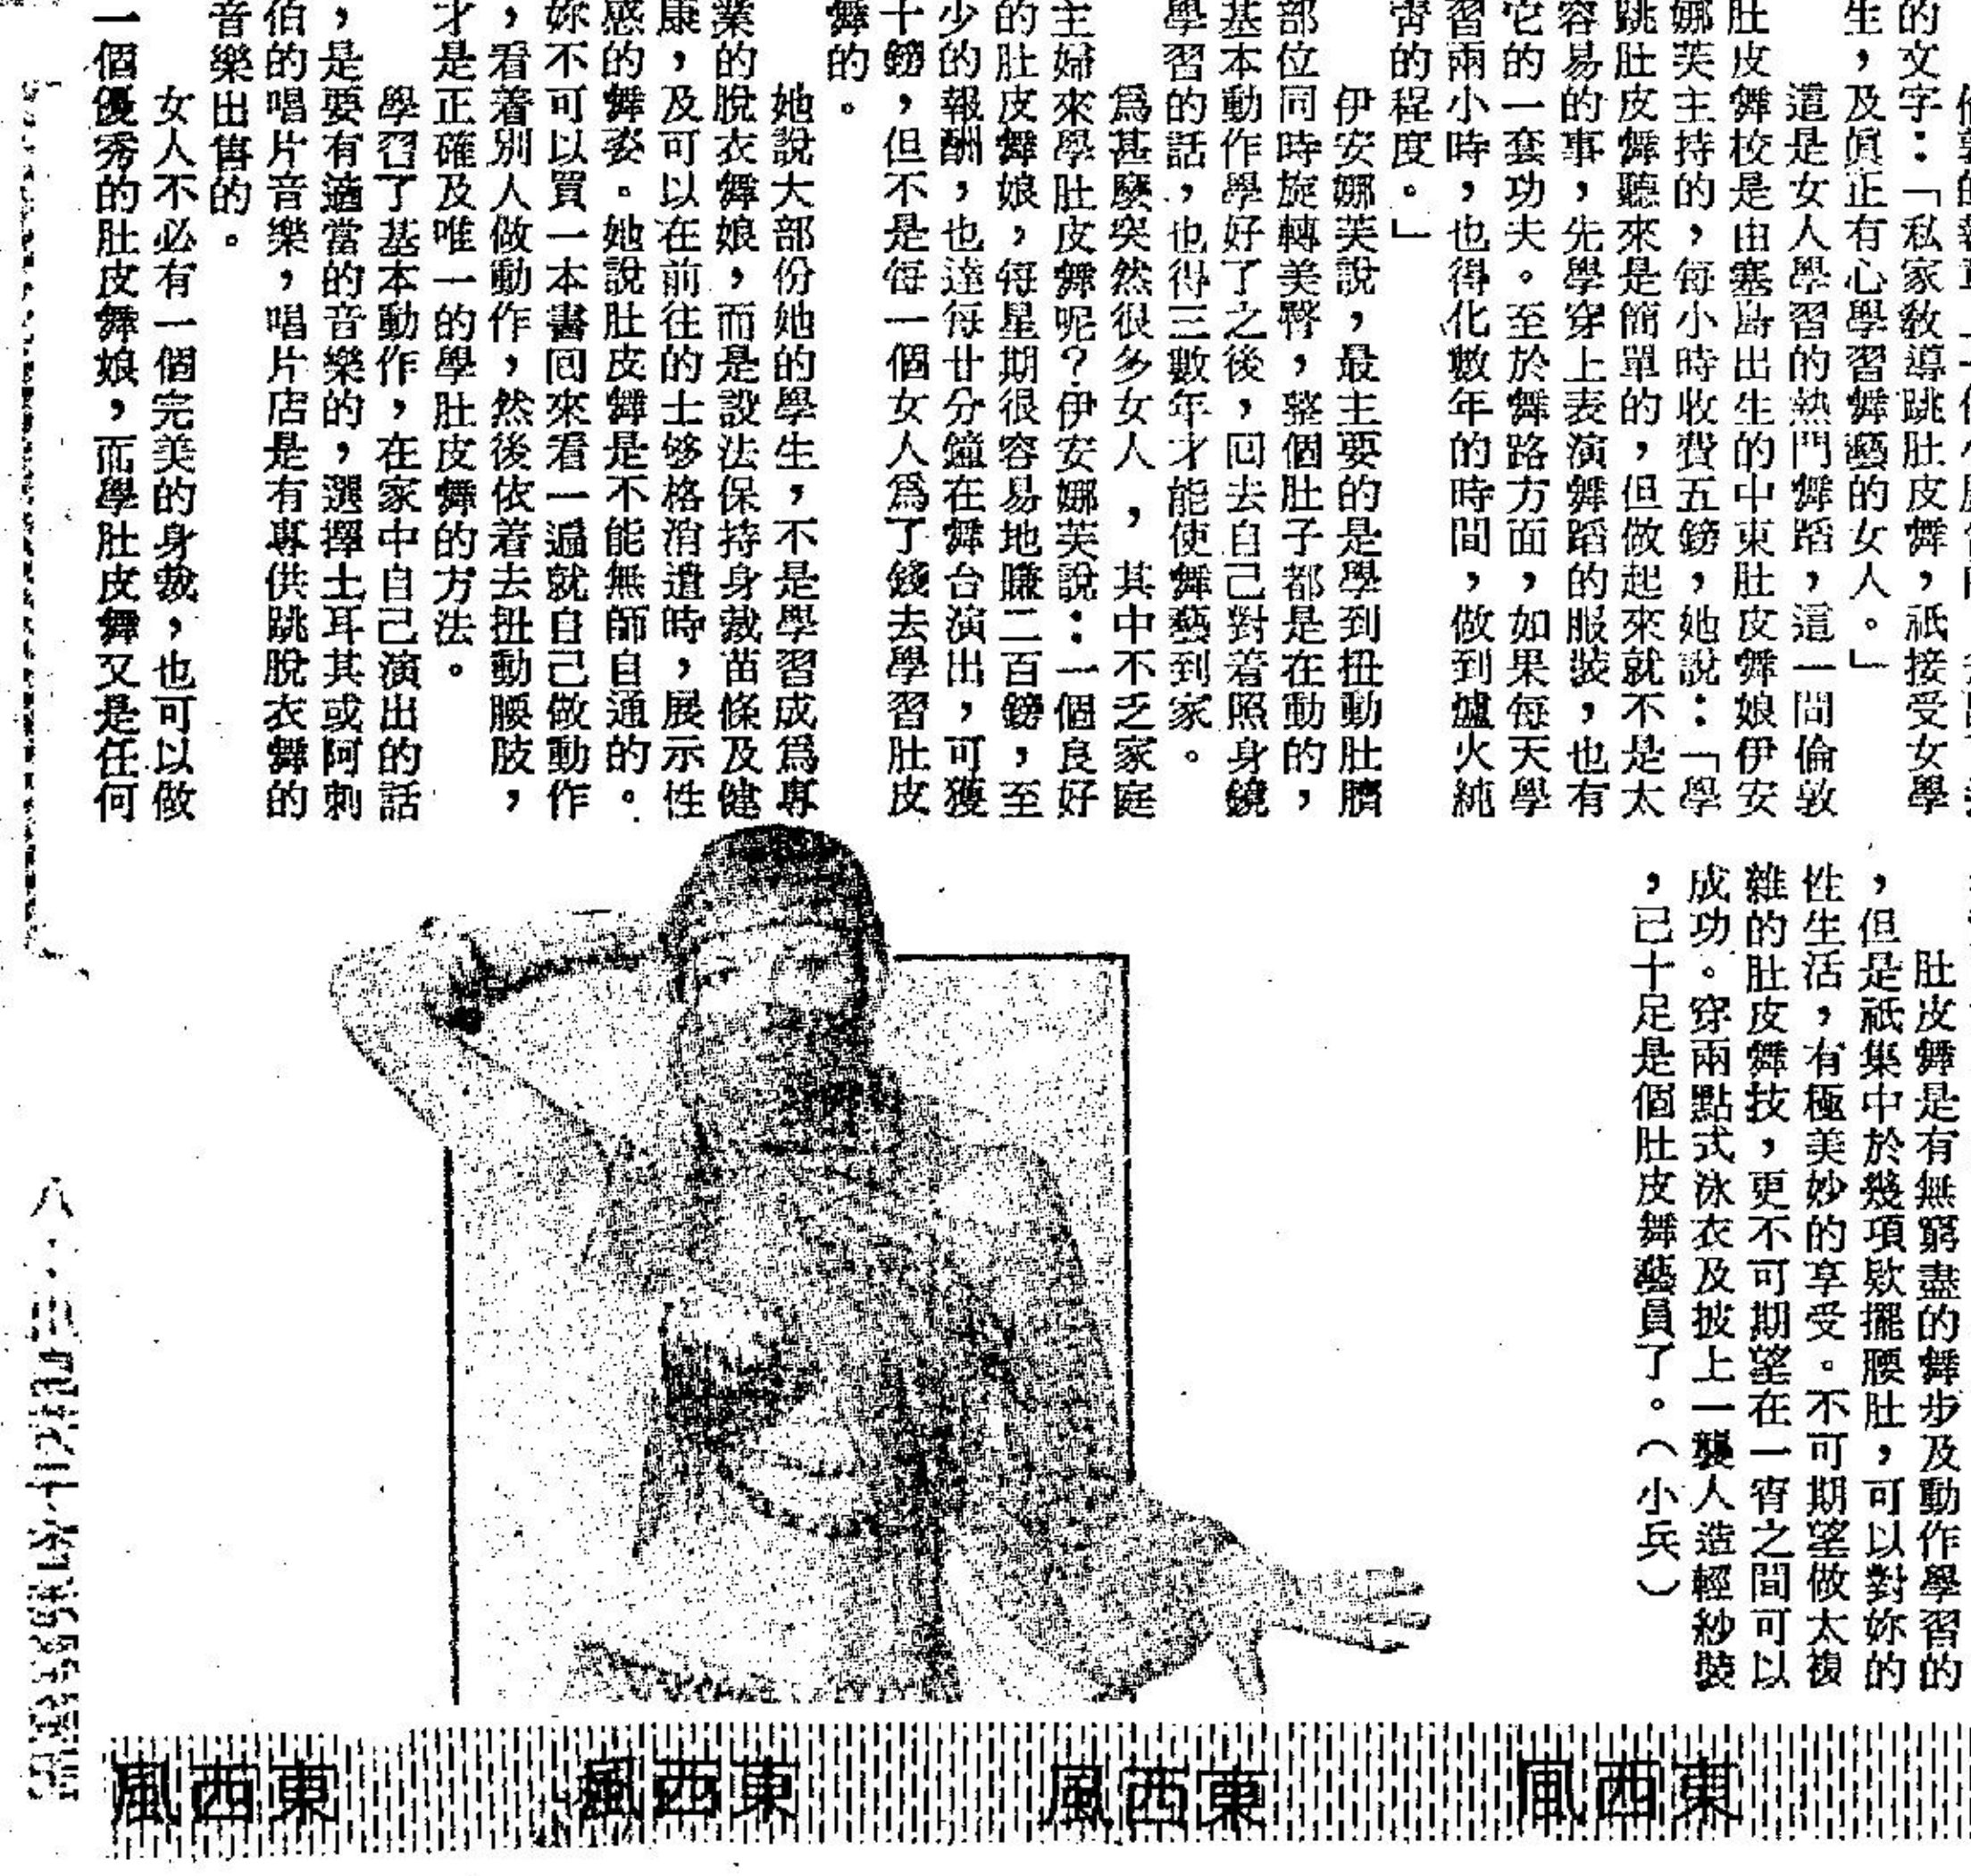 的文字：「私家敎導跳肚皮舞，祇接受女學
生，及眞正有心學習舞藝的女人。」
這是女人學習的熱門舞蹈，這一間倫敦
肚皮舞校是由塞島出生的中東肚皮舞娘伊安
娜芙主持的，每小時收費五鎊，她說：「學
跳肚皮舞聽來是簡單的，但做起來就不是太
容易的事，先學穿上表演舞蹈的服裝，也有
它的一套功夫。至於舞路方面，如果每天學
習兩小時，也得化數年的時間，做到爐火純
靑的程度。」
伊安娜芙說，最主要的是學到扭動肚臍
部位同時旋轉美臀，整個肚子都是在動的，
基本動作學好了之後，回去自己對着照身鏡
學習的話，也得三數年才能使舞藝到家。
爲甚麼突然很多女人，其中不乏家庭
主婦來學肚皮舞呢？伊安娜芙說：一個良好
的肚皮舞娘，每星期很容易地賺二百鎊，至
少的報酬，也達每廿分鐘在舞台演出，可獲
十鎊，但不是每一個女人爲了錢去學習肚皮
舞的。
她說大部份她的學生，不是學習成爲專
業的脫衣舞娘，而是設法保持身裁苗條及健
康，及可以在前往的士够格消遣時，展示性
感的舞姿。她說肚皮舞是不能無師自通的。
妳不可以買一本書回來看一遍就自己做動作
，看着別人做動作，然後依着去扭動腰肢，
才是正確及唯一的學肚皮舞的方法。
學習了基本動作，在家中自己演出的話
，是要有適當的音樂的，選擇土耳其或阿刺
伯的唱片音樂，唱片店是有專供跳脫衣舞的
音樂出售的。
女人不必有一個完美的身裁，也可以做
一個優秀的肚皮舞娘，而學肚皮舞又是任何
肚皮舞是有無窮盡的舞步及動作學習的
，但是祇集中於幾項欵擺腰肚，可以對妳的
性生活，有極美妙的享受。不可期望做太複
雜的肚皮舞技，更不可期望在一宵之間可以
成功。穿兩點式泳衣及披上一襲人造輕紗裝
，已十足是個肚皮舞藝員了。（小兵）
東西風
東西風
東西風
東西風